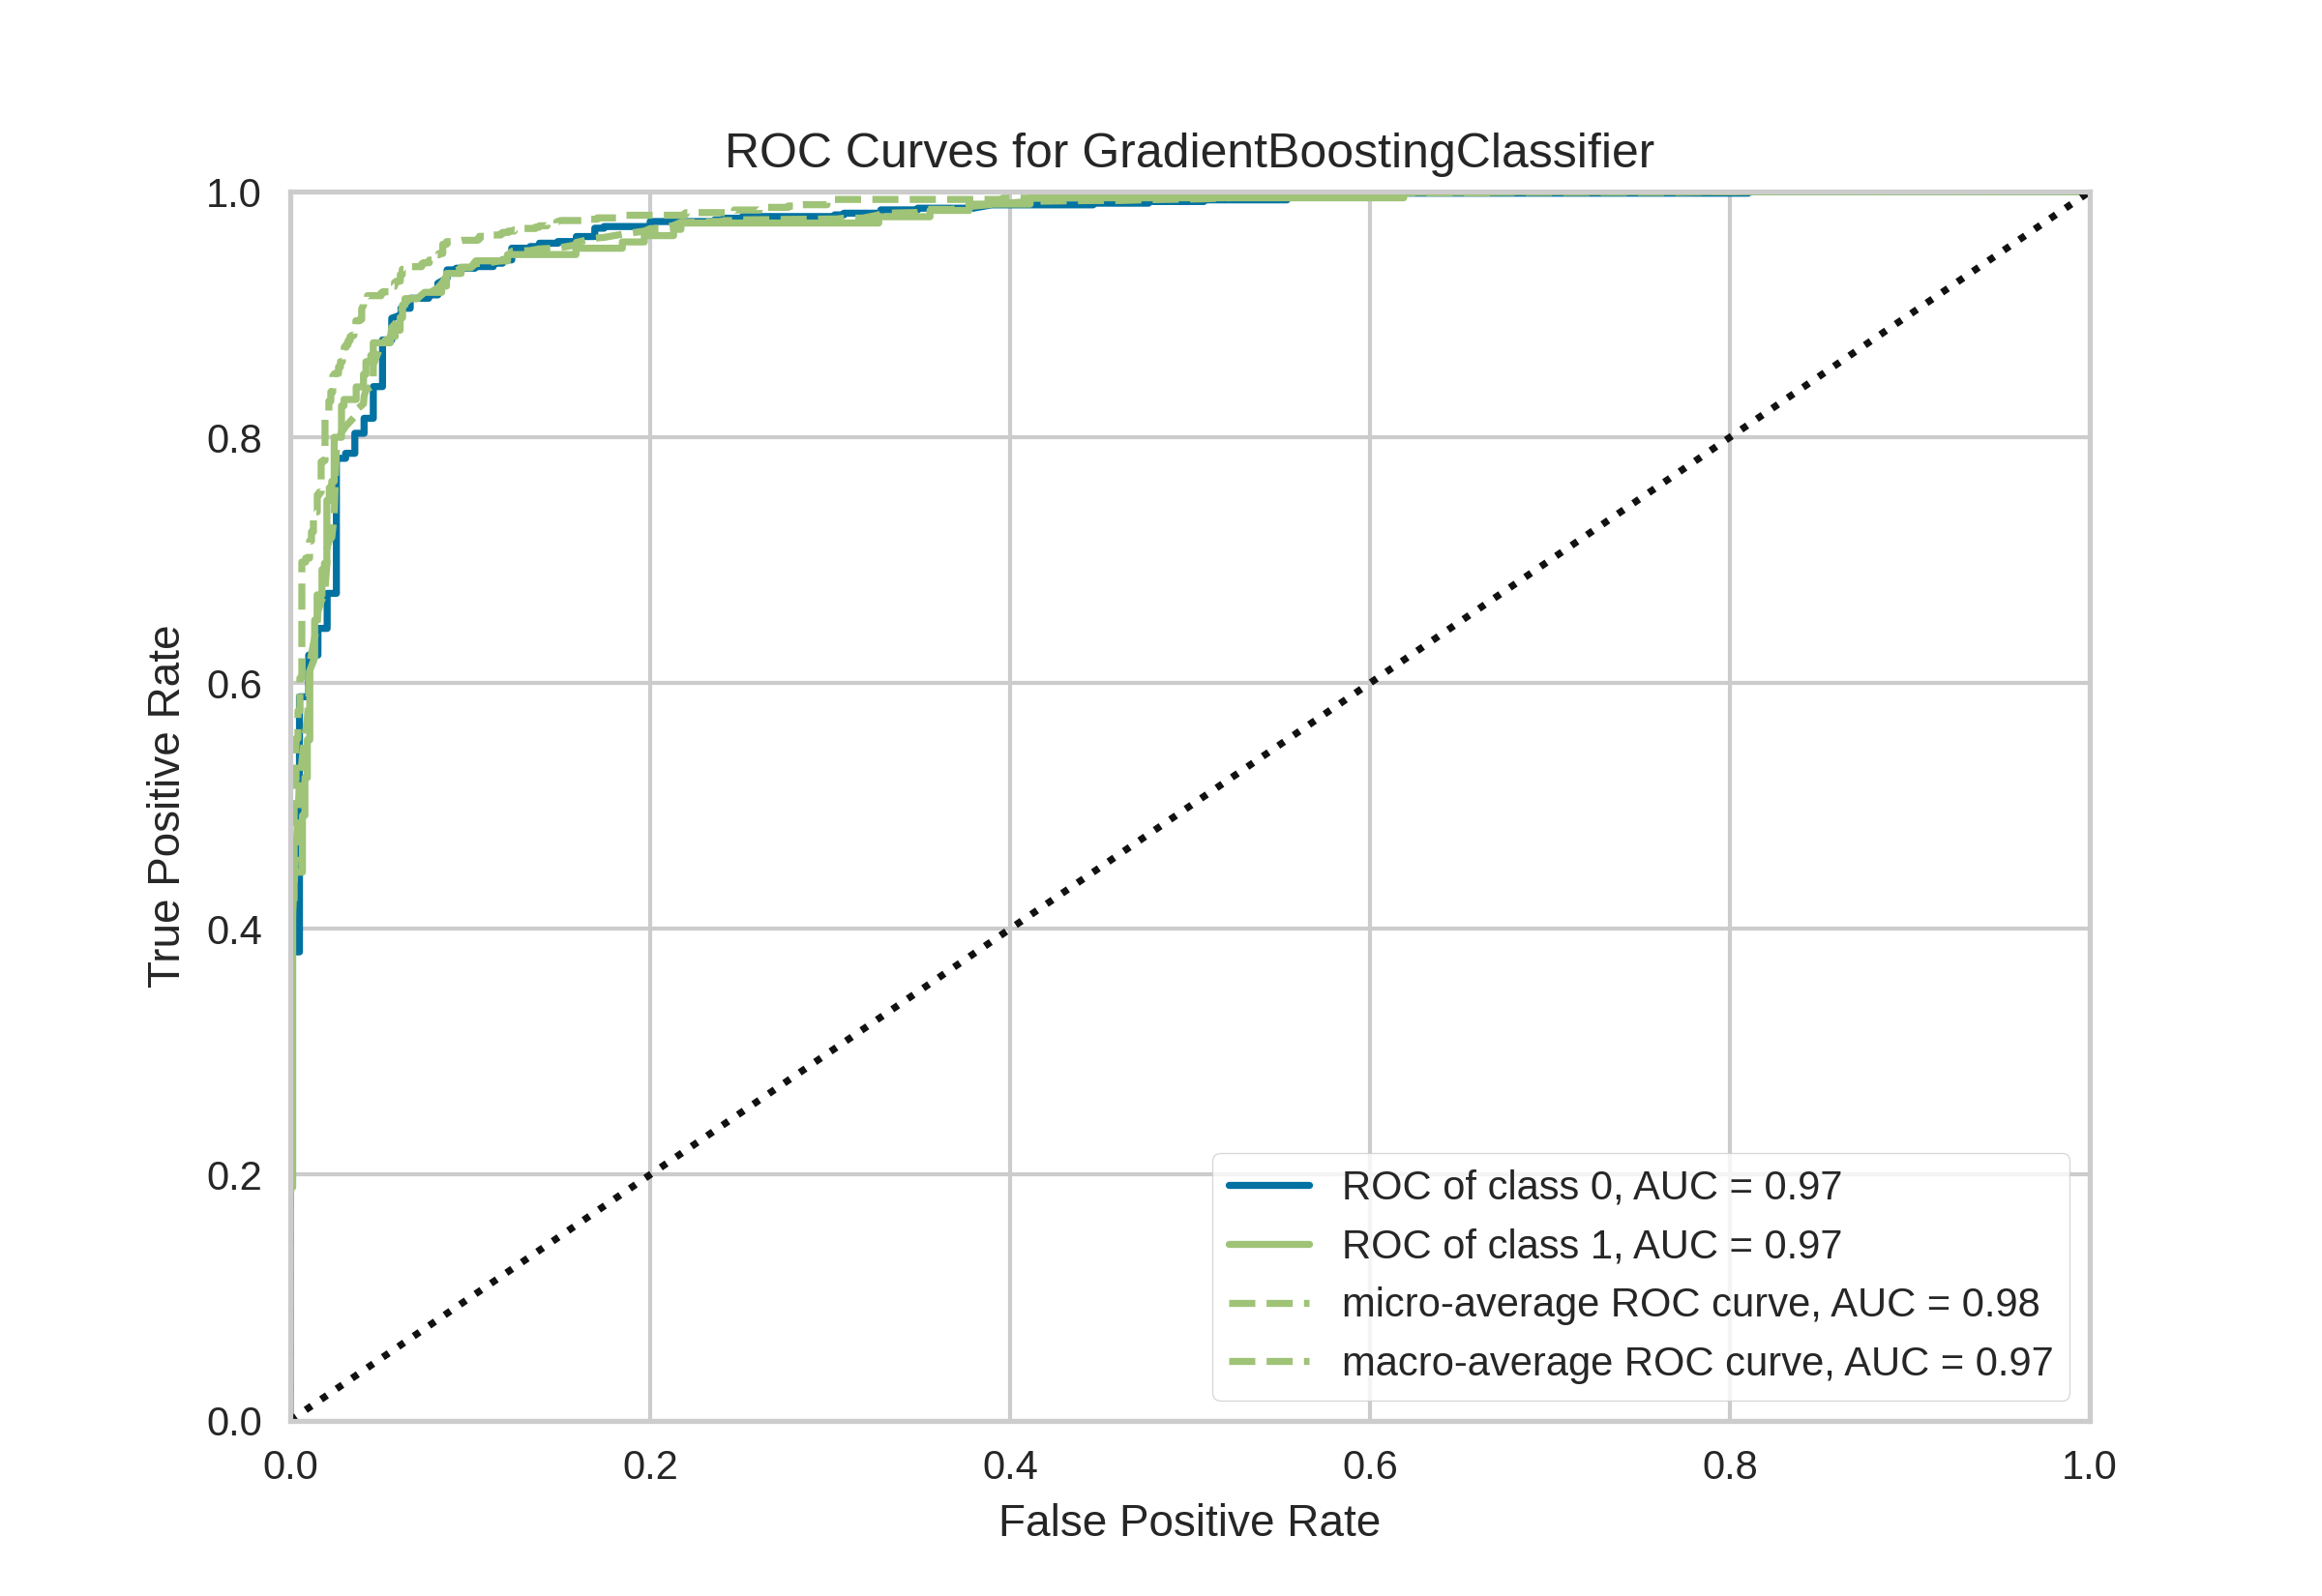 ROC Curves for GradientBoostingClassifier
1.0
0.8
0.6
0.4
0.2
0.0
True Positive Rate
0.0 0.2 0.4 0.6 0.8 1.0
False Positive Rate
ROC of class 0, AUC = 0.97
ROC of class 1, AUC = 0.97
micro-average ROC curve, AUC = 0.98
macro-average ROC curve, AUC = 0.97